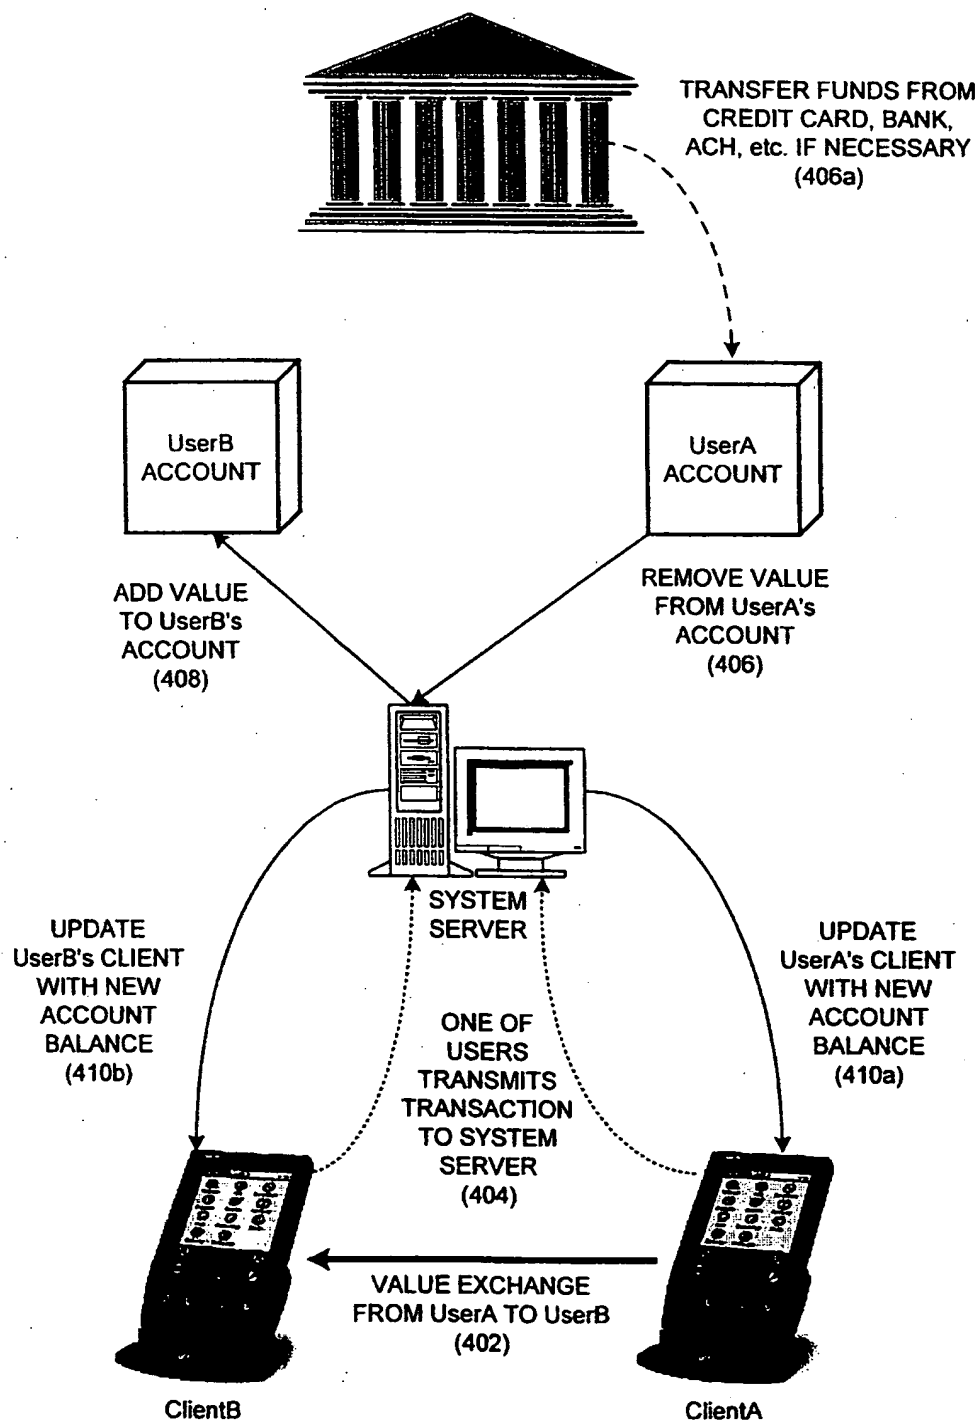 TRANSFER FUNDS FROM
CREDIT CARD, BANK,
ACH, etc. IF NECESSARY
(406a)
UserB
ACCOUNT
UserA
ACCOUNT
ADD VALUE
TO UserB's
ACCOUNT
(408)
REMOVE VALUE
FROM UserA's
ACCOUNT
(406)
SYSTEM
SERVER
UPDATE
UserB's CLIENT
WITH NEW
ACCOUNT
BALANCE
(410b)
ONE OF
USERS
TRANSMITS
TRANSACTION
TO SYSTEM
SERVER
(404)
UPDATE
UserA's CLIENT
WITH NEW
ACCOUNT
BALANCE
(410a)
VALUE EXCHANGE
FROM UserA TO UserB
(402)
ClientB
ClientA